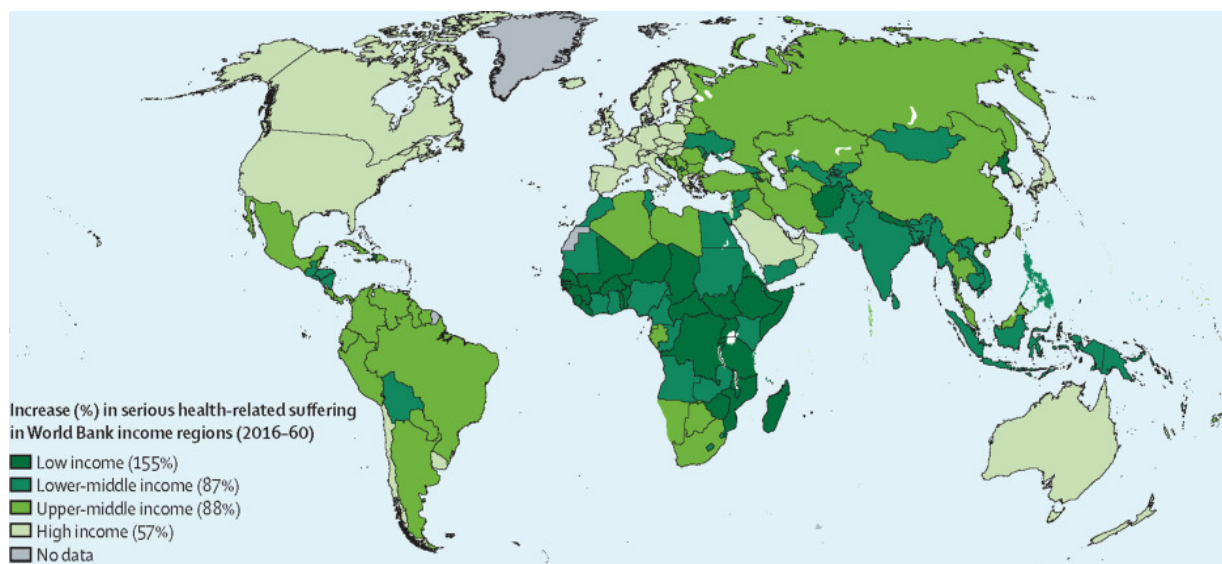 Increase (%) in serious health-related suffering
in World Bank income regions (2016–60)
Low income (155%)
Lower-middle income (87%)
Upper-middle income (88%)
High income (57%)
No data